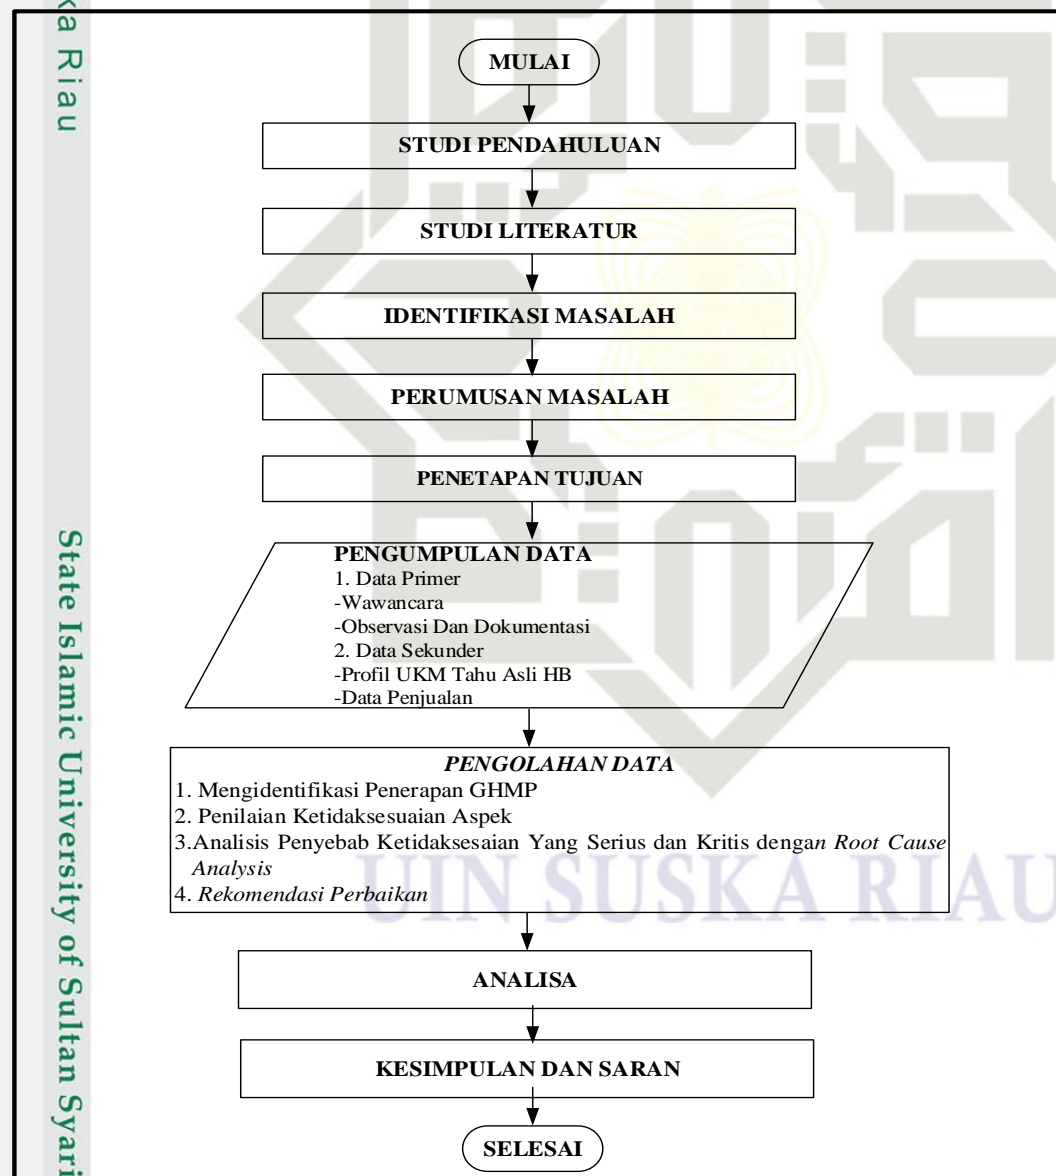 ka Riau
State Islamic University of Sultan Syari
MULAI
STUDI PENDAHULUAN
STUDI LITERATUR
IDENTIFIKASI MASALAH
PERUMUSAN MASALAH
PENETAPAN TUJUAN
PENGUMPULAN DATA
1. Data Primer
-Wawancara
-Observasi Dan Dokumentasi
2. Data Sekunder
-Profil UKM Tahu Asli HB
-Data Penjualan
PENGOLAHAN DATA
1. Mengidentifikasi Penerapan GHMP
2. Penilaian Ketidaksesuaian Aspek
3.Analisis Penyebab Ketidaksesaian Yang Serius dan Kritis dengan Root Cause
Analysis
4. Rekomendasi Perbaikan
UIN SUSKA RIAU
ANALISA
KESIMPULAN DAN SARAN
SELESAI